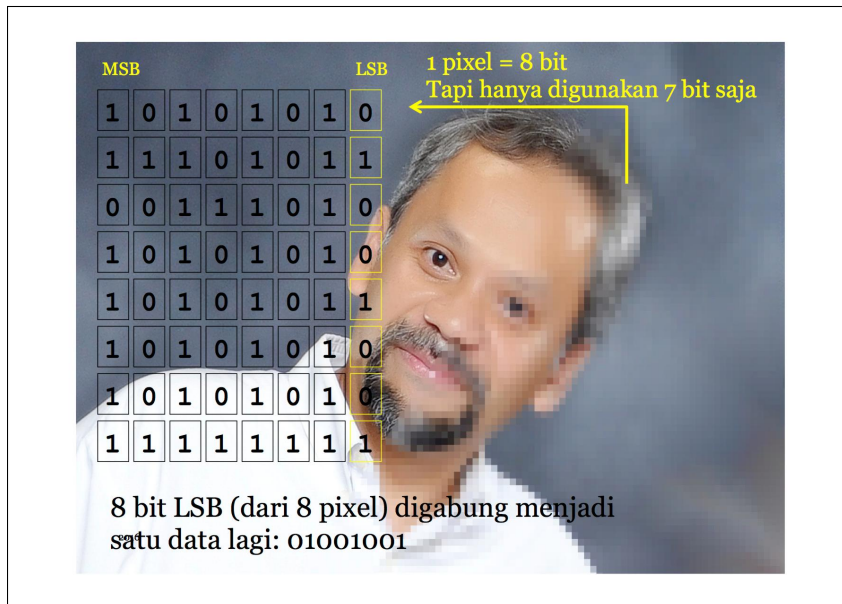 MSB LSB
1 pixel = 8 bit
Tapi hanya digunakan 7 bit saja
1 0 1 0 1 0 1 0
1 1 1 0 1 0 1 1
0 0 1 1 1 0 1 0
1 0 1 0 1 0 1 0
1 0 1 0 1 0 1 1
1 0 1 0 1 0 1 0
1 0 1 0 1 0 1 0
1 1 1 1 1 1 1 1
8 bit LSB (dari 8 pixel) digabung menjadi
satu data lagi: 01001001